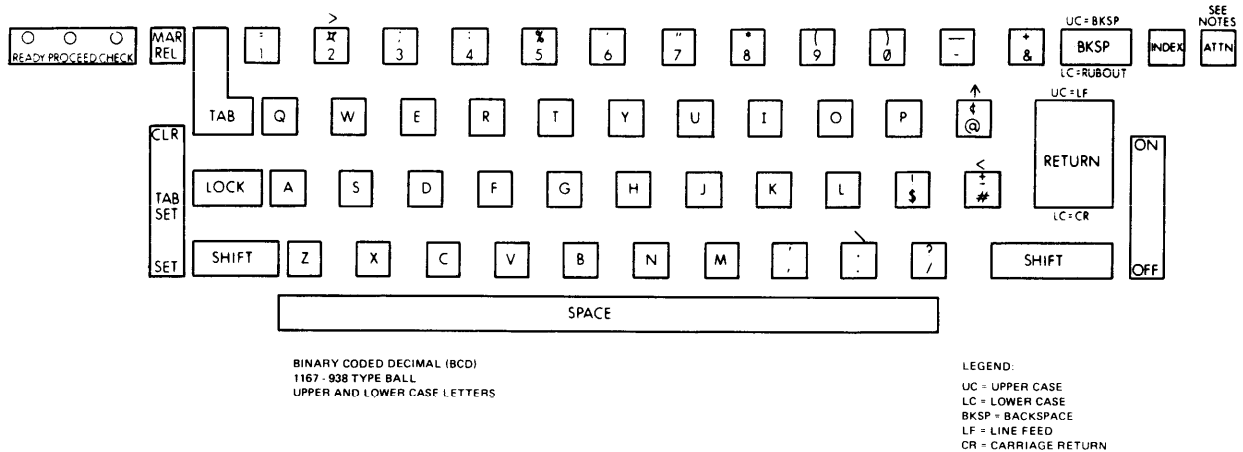 SEE
NOTES
> UC = BKSP
READY PROCEED CHECK MAR REL = 1 ¤ 2 ; 3 : 4 % 5 ' 6 " 7 * 8 ( 9 ) Ø — - + & BKSP INDEX ATTN
LC = RUBOUT
↑ UC = LF
TAB Q W E R T Y U I O P ¢ @
CLR ON
RETURN
<
TAB SET LOCK A S D F G H J K L ! $ ± #
LC = CR
\
SET SHIFT Z X C V B N M ' , . ? / SHIFT OFF
SPACE
BINARY CODED DECIMAL (BCD)
1167 - 938 TYPE BALL
UPPER AND LOWER CASE LETTERS
LEGEND:
UC = UPPER CASE
LC = LOWER CASE
BKSP = BACKSPACE
LF = LINE FEED
CR = CARRIAGE RETURN